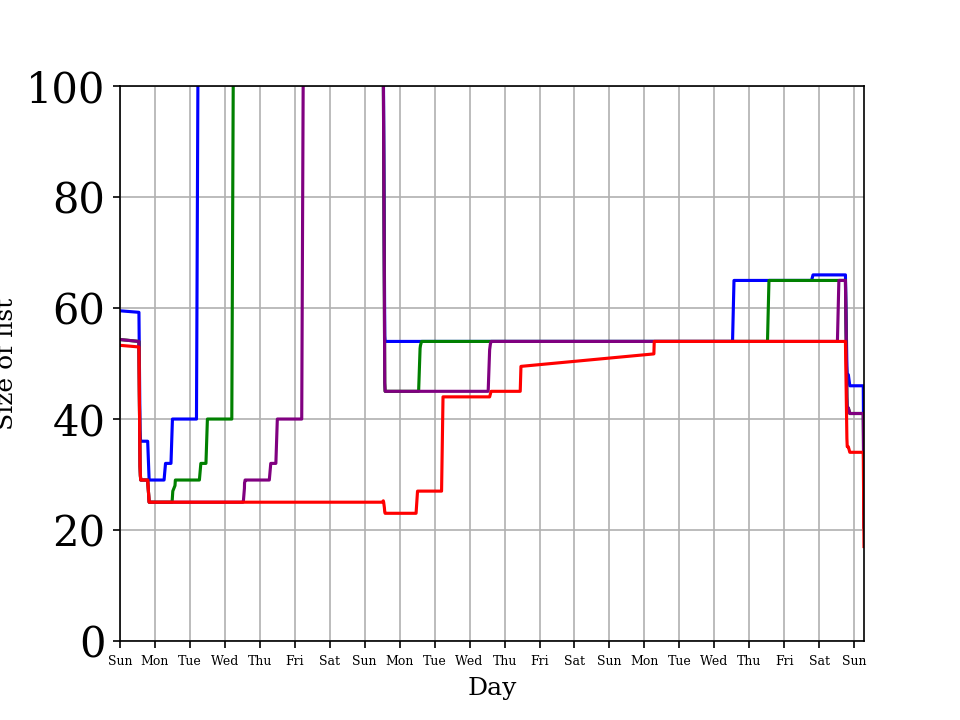 100
80
60
40
20
0
Size of list
Sun Mon Tue Wed Thu Fri Sat Sun Mon Tue Wed Thu Fri Sat Sun Mon Tue Wed Thu Fri Sat Sun
Day